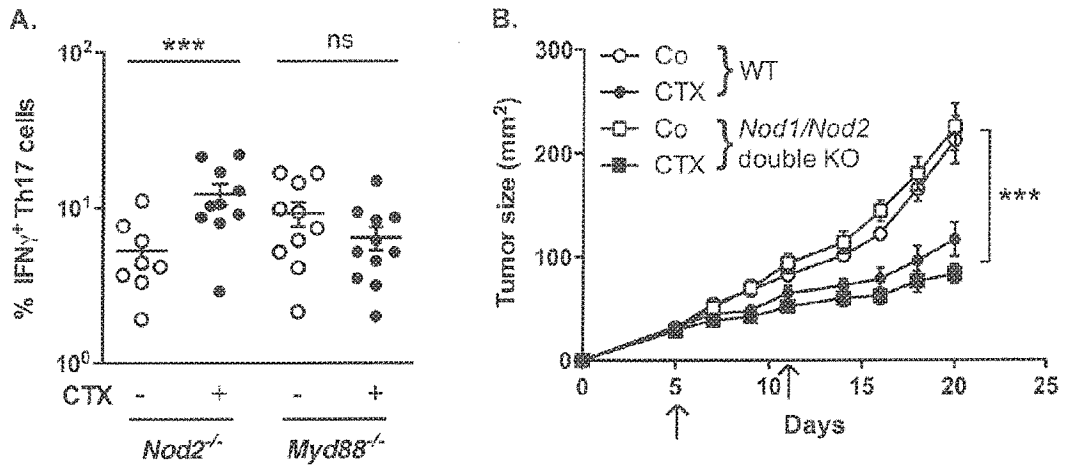 A.
% IFNγ+ Th17 cells
10²
10¹
10⁰
***
ns
CTX - + - +
Nod2-/- Myd88-/-
B.
Tumor size (mm²)
300
200
100
0
Co
CTX
} WT
Co
CTX
} Nod1/Nod2
double KO
***
0 5 10 15 20 25
Days